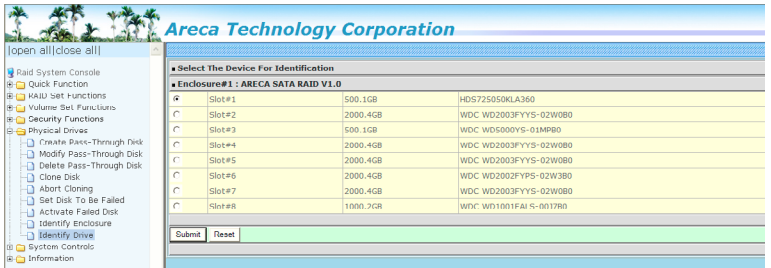 Areca Technology Corporation
|open all|close all|
Raid System Console
Quick Function
RAID Set Functions
Volume Set Functions
Security Functions
Physical Drives
Create Pass-Through Disk
Modify Pass-Through Disk
Delete Pass-Through Disk
Clone Disk
Abort Cloning
Set Disk To Be Failed
Activate Failed Disk
Identify Enclosure
Identify Drive
System Controls
Information
Select The Device For Identification
Enclosure#1 : ARECA SATA RAID V1.0
Slot#1 500.1GB HDS725050KLA360
Slot#2 2000.4GB WDC WD2003FYYS-02W0B0
Slot#3 500.1GB WDC WD5000YS-01MPB0
Slot#4 2000.4GB WDC WD2003FYYS-02W0B0
Slot#5 2000.4GB WDC WD2003FYYS-02W0B0
Slot#6 2000.4GB WDC WD2002FYPS-02W3B0
Slot#7 2000.4GB WDC WD2003FYYS-02W0B0
Slot#8 1000.2GB WDC WD1001FALS-00J7B0
Submit Reset